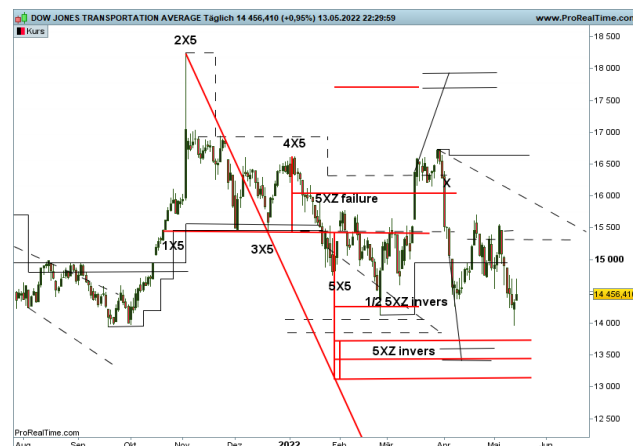 DOW JONES TRANSPORTATION AVERAGE Täglich 14 456,410 (+0,95%) 13.05.2022 22:29:59
www.ProRealTime.com
Kurs
18 500
2X5
18 000
17 500
17 000
4X5
16 500
X
5XZ failure
16 000
15 500
1X5
3X5
15 000
5X5
14 456,410
1/2 5XZ invers
14 000
5XZ invers
13 500
13 000
12 500
ProRealTime.com
Aug Sep Okt Nov Dez 2022 Feb Mär Apr Mai Jun